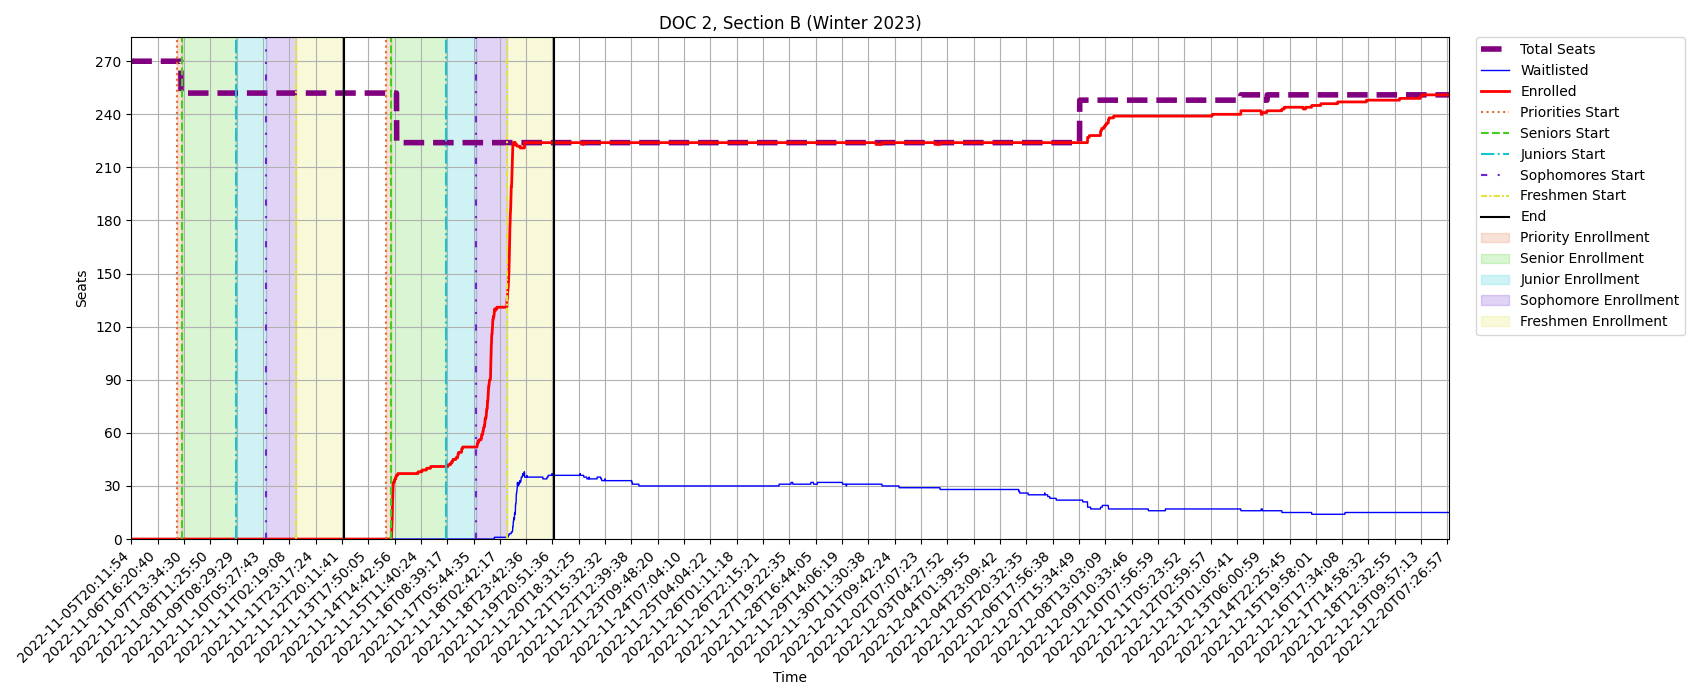 DOC 2, Section B (Winter 2023)
Seats
270
240
210
180
150
120
90
60
30
0
2022-11-05T20:11:54
2022-11-06T16:20:40
2022-11-07T13:34:30
2022-11-08T11:25:50
2022-11-09T08:29:29
2022-11-10T05:27:43
2022-11-11T02:19:08
2022-11-11T23:17:24
2022-11-12T20:11:41
2022-11-13T17:50:05
2022-11-14T14:42:56
2022-11-15T11:40:24
2022-11-16T08:39:17
2022-11-17T05:44:35
2022-11-18T02:42:17
2022-11-18T23:42:36
2022-11-19T20:51:36
2022-11-20T18:31:25
2022-11-21T15:32:32
2022-11-22T12:39:38
2022-11-23T09:48:20
2022-11-24T07:04:10
2022-11-25T04:04:22
2022-11-26T01:11:18
2022-11-26T22:15:21
2022-11-27T19:22:35
2022-11-28T16:44:05
2022-11-29T14:06:19
2022-11-30T11:30:38
2022-12-01T09:42:24
2022-12-02T07:07:23
2022-12-03T04:27:52
2022-12-04T01:39:55
2022-12-04T23:09:42
2022-12-05T20:32:35
2022-12-06T17:56:38
2022-12-07T15:34:49
2022-12-08T13:03:09
2022-12-09T10:33:46
2022-12-10T07:56:59
2022-12-11T05:23:52
2022-12-12T02:59:57
2022-12-13T01:05:41
2022-12-13T06:00:59
2022-12-14T22:25:45
2022-12-15T19:58:01
2022-12-16T17:34:08
2022-12-17T14:58:32
2022-12-18T12:32:55
2022-12-19T09:57:13
2022-12-20T07:26:57
Time
Total Seats
Waitlisted
Enrolled
Priorities Start
Seniors Start
Juniors Start
Sophomores Start
Freshmen Start
End
Priority Enrollment
Senior Enrollment
Junior Enrollment
Sophomore Enrollment
Freshmen Enrollment